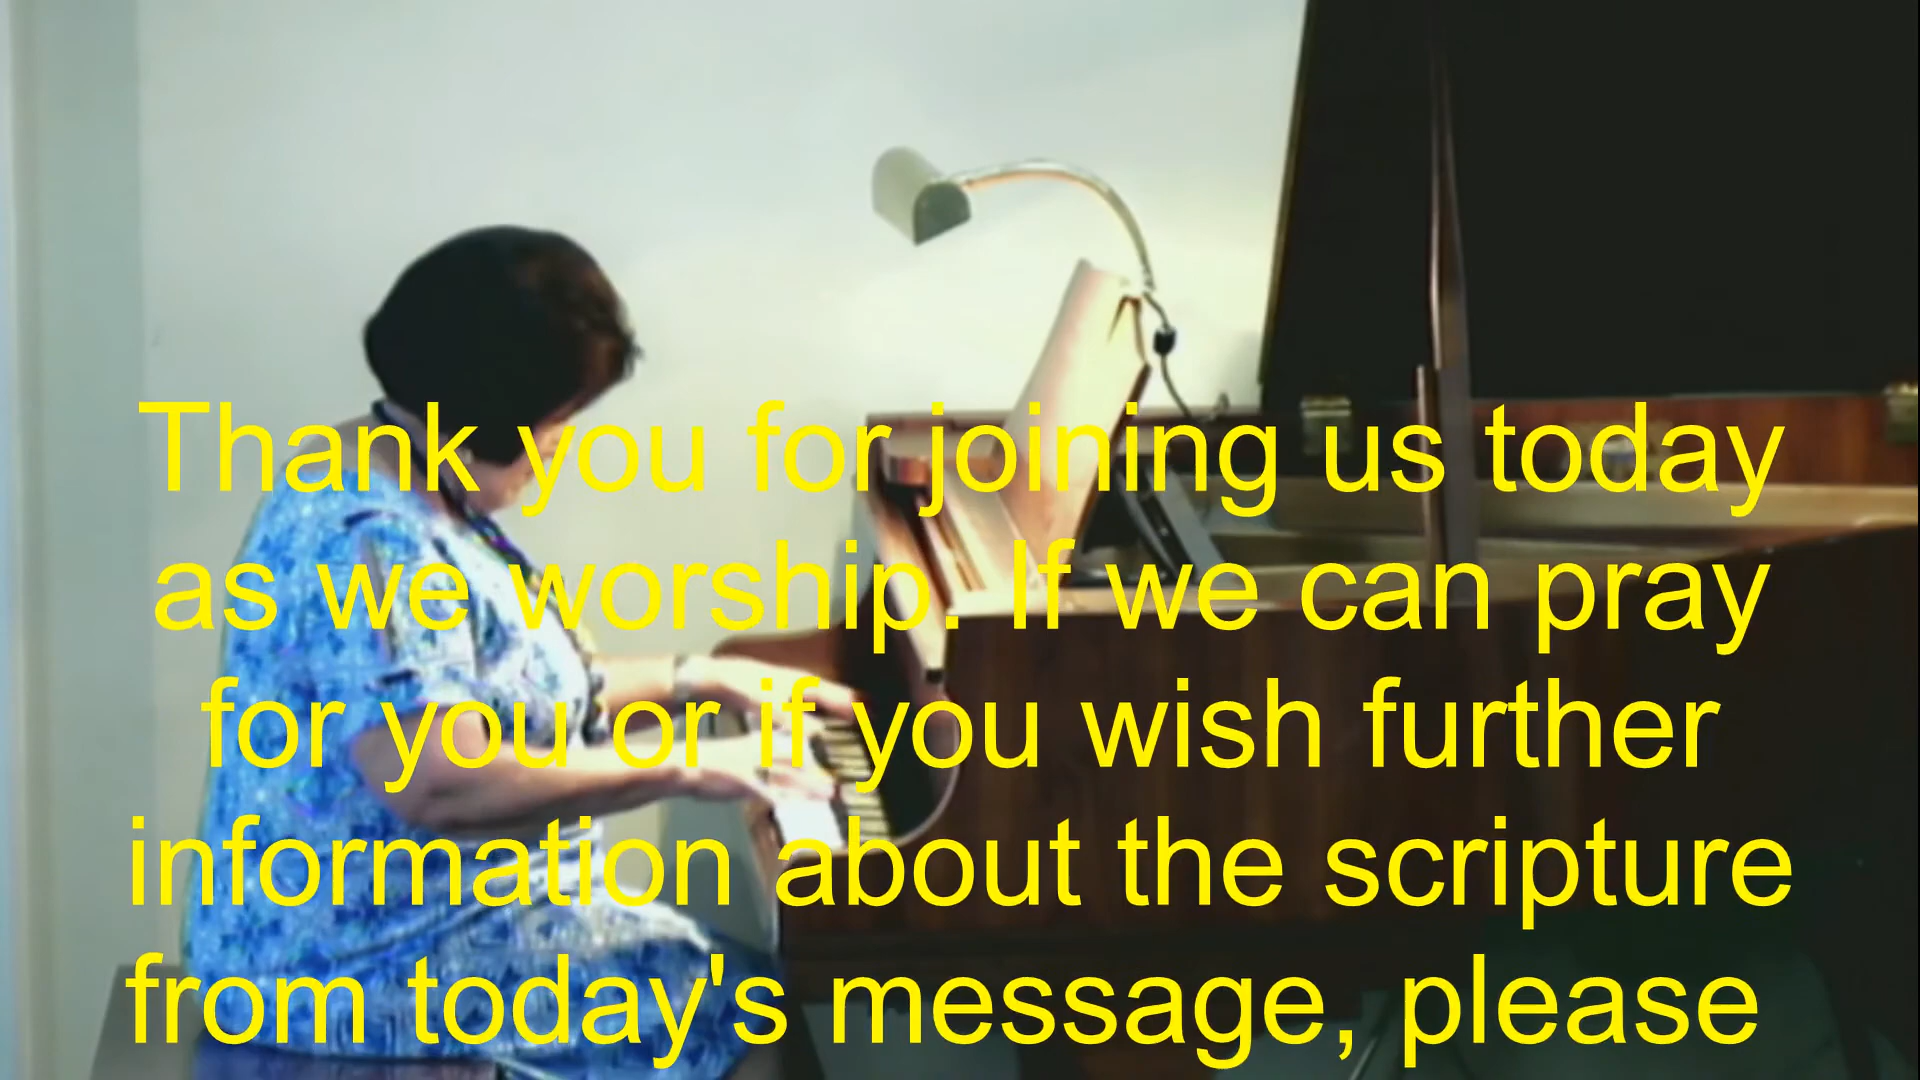 Thank you for joining us today
as we worship. If we can pray
for you or if you wish further
information about the scripture
from today's message, please